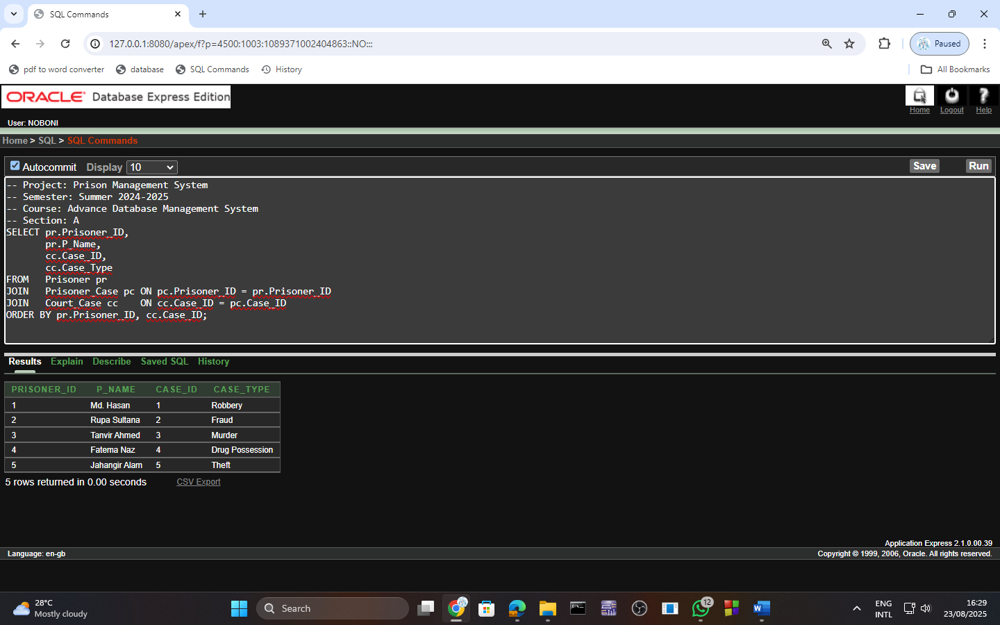 SQL Commands
127.0.0.1:8080/apex/f?p=4500:1003:1089371002404863::NO:::
Paused
pdf to word converter database SQL Commands History All Bookmarks
ORACLE Database Express Edition
Home Logout Help
User: NOBONI
Home > SQL > SQL Commands
Autocommit Display 10 Save Run
-- Project: Prison Management System
-- Semester: Summer 2024-2025
-- Course: Advance Database Management System
-- Section: A
SELECT pr.Prisoner_ID,
pr.P_Name,
cc.Case_ID,
cc.Case_Type
FROM Prisoner pr
JOIN Prisoner_Case pc ON pc.Prisoner_ID = pr.Prisoner_ID
JOIN Court_Case cc ON cc.Case_ID = pc.Case_ID
ORDER BY pr.Prisoner_ID, cc.Case_ID;
Results Explain Describe Saved SQL History
PRISONER_ID P_NAME CASE_ID CASE_TYPE
1 Md. Hasan 1 Robbery
2 Rupa Sultana 2 Fraud
3 Tanvir Ahmed 3 Murder
4 Fatema Naz 4 Drug Possession
5 Jahangir Alam 5 Theft
5 rows returned in 0.00 seconds CSV Export
Application Express 2.1.0.00.39
Language: en-gb Copyright © 1999, 2006, Oracle. All rights reserved.
28°C
Mostly cloudy
Search
12
ENG
INTL
16:29
23/08/2025